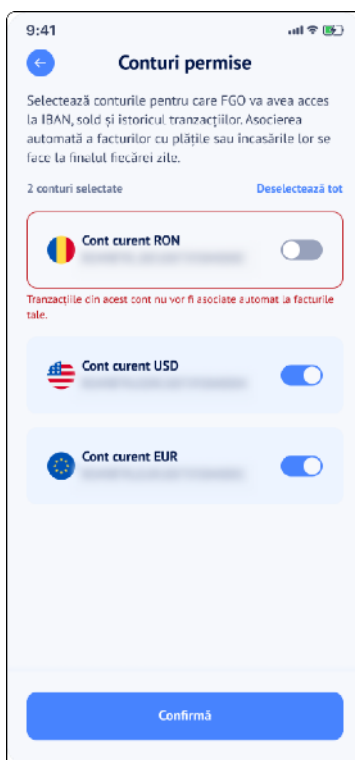 9:41
Conturi permise
Selectează conturile pentru care FGO va avea acces
la IBAN, sold și istoricul tranzacțiilor. Asocierea
automată a facturilor cu plățile sau încasările lor se
face la finalul fiecărei zile.
2 conturi selectate
Deselectează tot
Cont curent RON
Tranzacțiile din acest cont nu vor fi asociate automat la facturile
tale.
Cont curent USD
Cont curent EUR
Confirmă